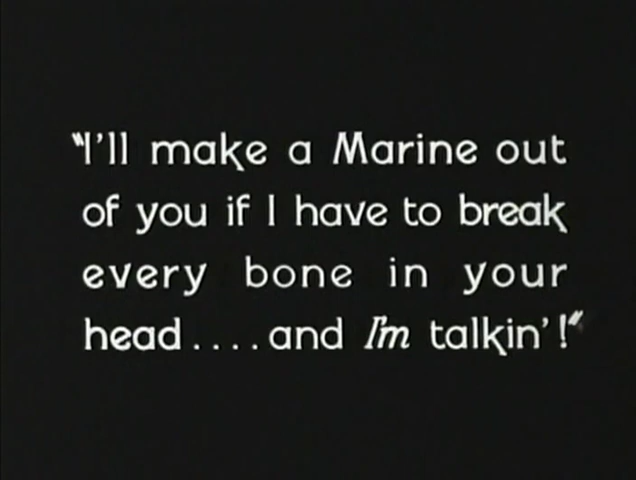 "I'll make a Marine out
of you if I have to break
every bone in your
head....and I'm talkin'!"